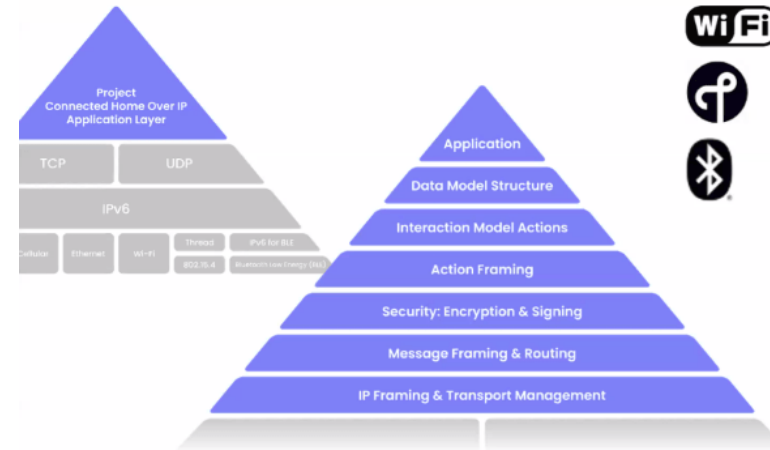 Project
Connected Home Over IP
Application Layer
TCP
UDP
IPv6
Cellular
Ethernet
Wi-Fi
Thread
IPv6 for BLE
802.15.4
Bluetooth Low Energy (BLE)
Application
Data Model Structure
Interaction Model Actions
Action Framing
Security: Encryption & Signing
Message Framing & Routing
IP Framing & Transport Management
Wi Fi